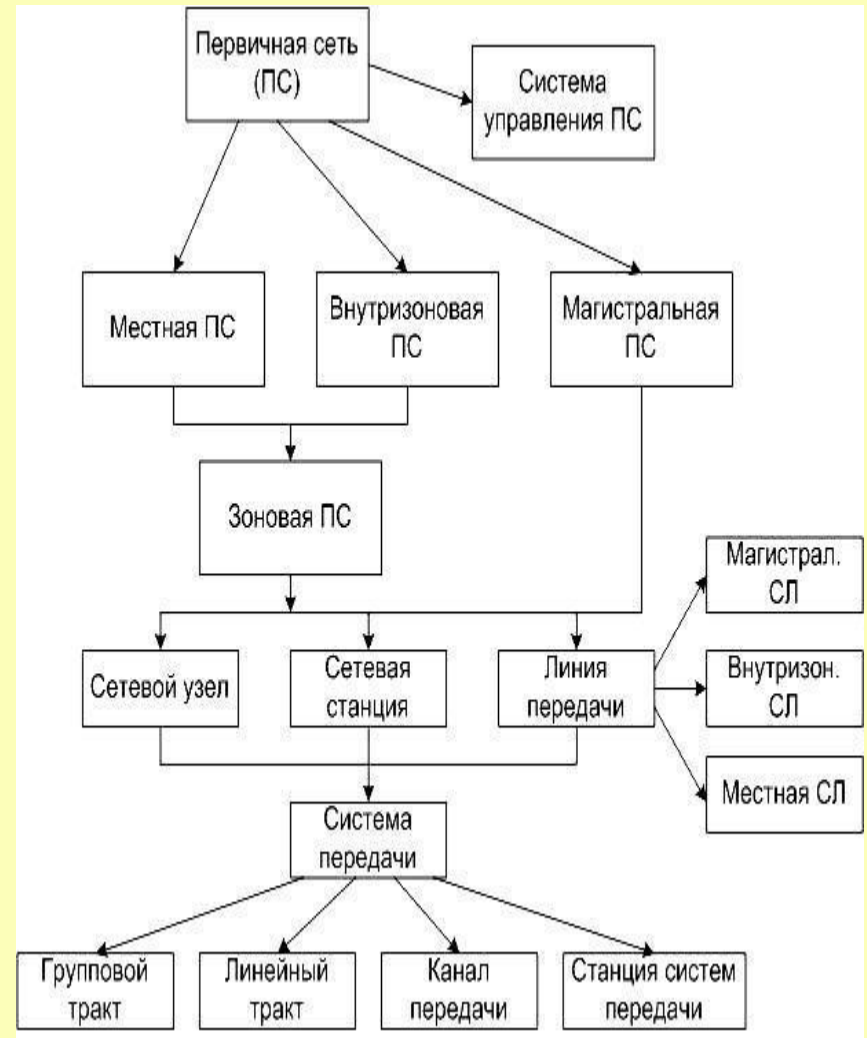 Первичная сеть
(ПС)
Система
управления ПС
Местная ПС
Внутризоновая
ПС
Магистральная
ПС
Зоновая ПС
Магистрал.
СЛ
Сетевой узел
Сетевая
станция
Линия
передачи
Внутризон.
СЛ
Местная СЛ
Система
передачи
Групповой
тракт
Линейный
тракт
Канал
передачи
Станция систем
передачи